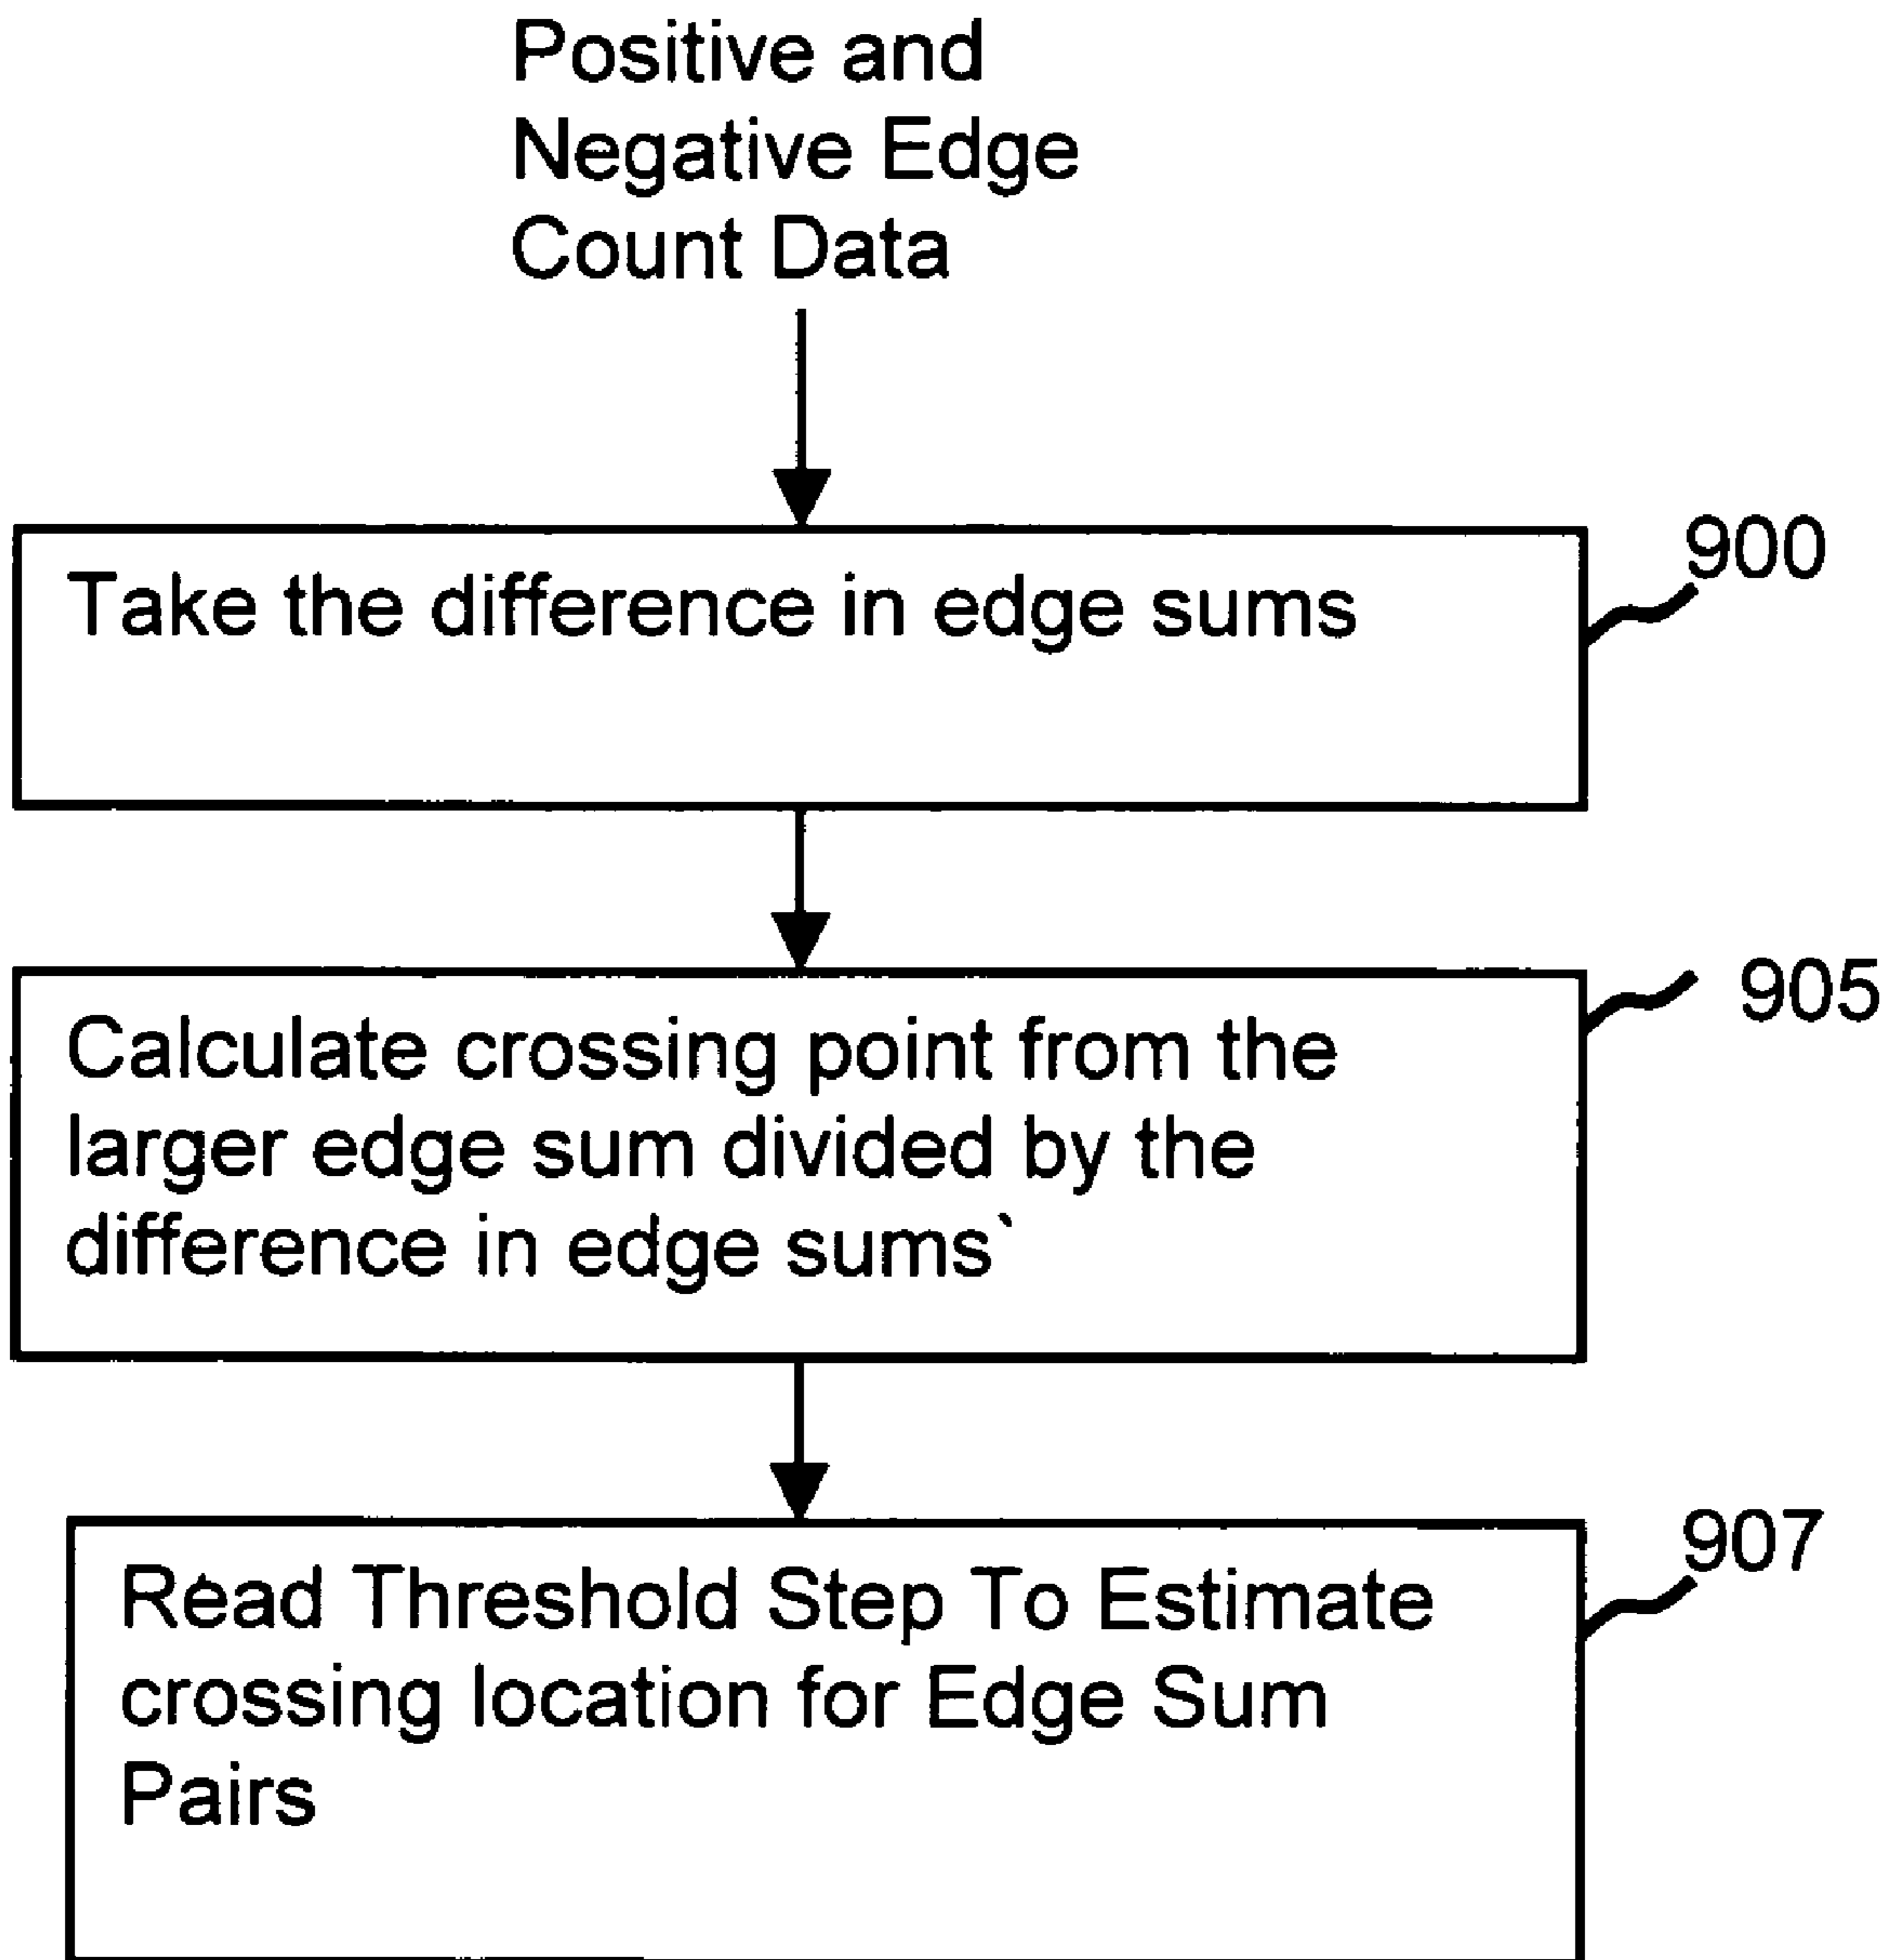 Positive and
Negative Edge
Count Data
900
Take the difference in edge sums
905
Calculate crossing point from the
larger edge sum divided by the
difference in edge sums`
907
Read Threshold Step To Estimate
crossing location for Edge Sum
Pairs